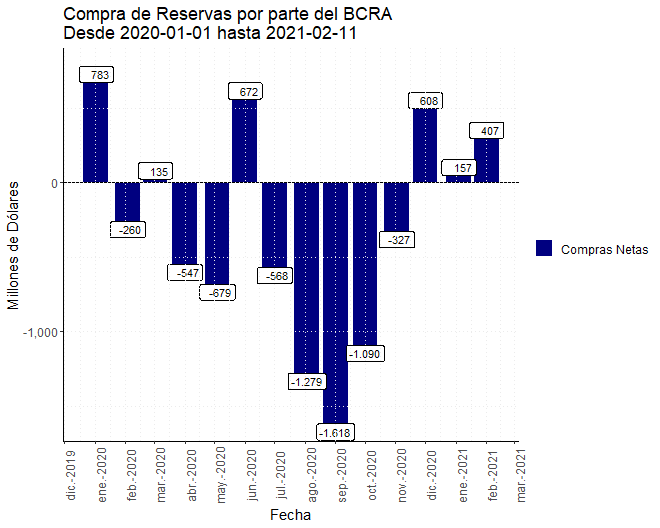 Compra de Reservas por parte del BCRA
Desde 2020-01-01 hasta 2021-02-11
Millones de Dólares
0
-1,000
783
-260
135
-547
-679
672
-568
-1.279
-1.618
-1.090
-327
608
157
407
Compras Netas
dic.-2019
ene.-2020
feb.-2020
mar.-2020
abr.-2020
may.-2020
jun.-2020
jul.-2020
ago.-2020
sep.-2020
oct.-2020
nov.-2020
dic.-2020
ene.-2021
feb.-2021
mar.-2021
Fecha